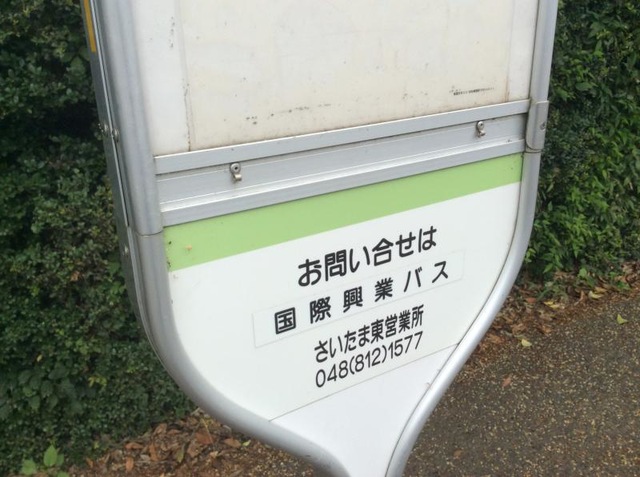 お問い合せは
国際興業バス
さいたま東営業所
048(812)1577